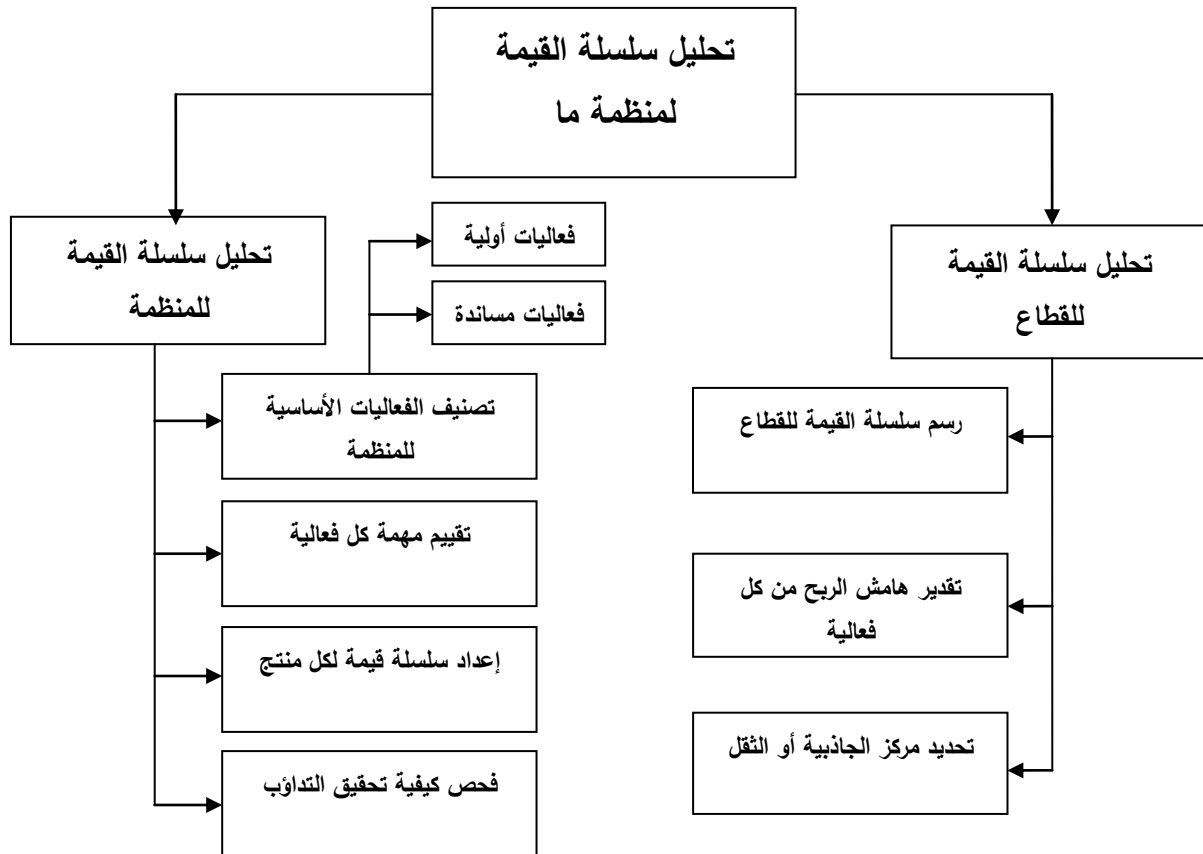 تحليل سلسلة القيمة
لمنظمة ما
تحليل سلسلة القيمة
للقطاع
رسم سلسلة القيمة للقطاع
تقدير هامش الربح من كل
فعالية
تحديد مركز الجاذبية أو الثقل
تحليل سلسلة القيمة
للمنظمة
فعاليات أولية
فعاليات مساندة
تصنيف الفعاليات الأساسية
للمنظمة
تقييم مهمة كل فعالية
إعداد سلسلة قيمة لكل منتج
فحص كيفية تحقيق التداؤب